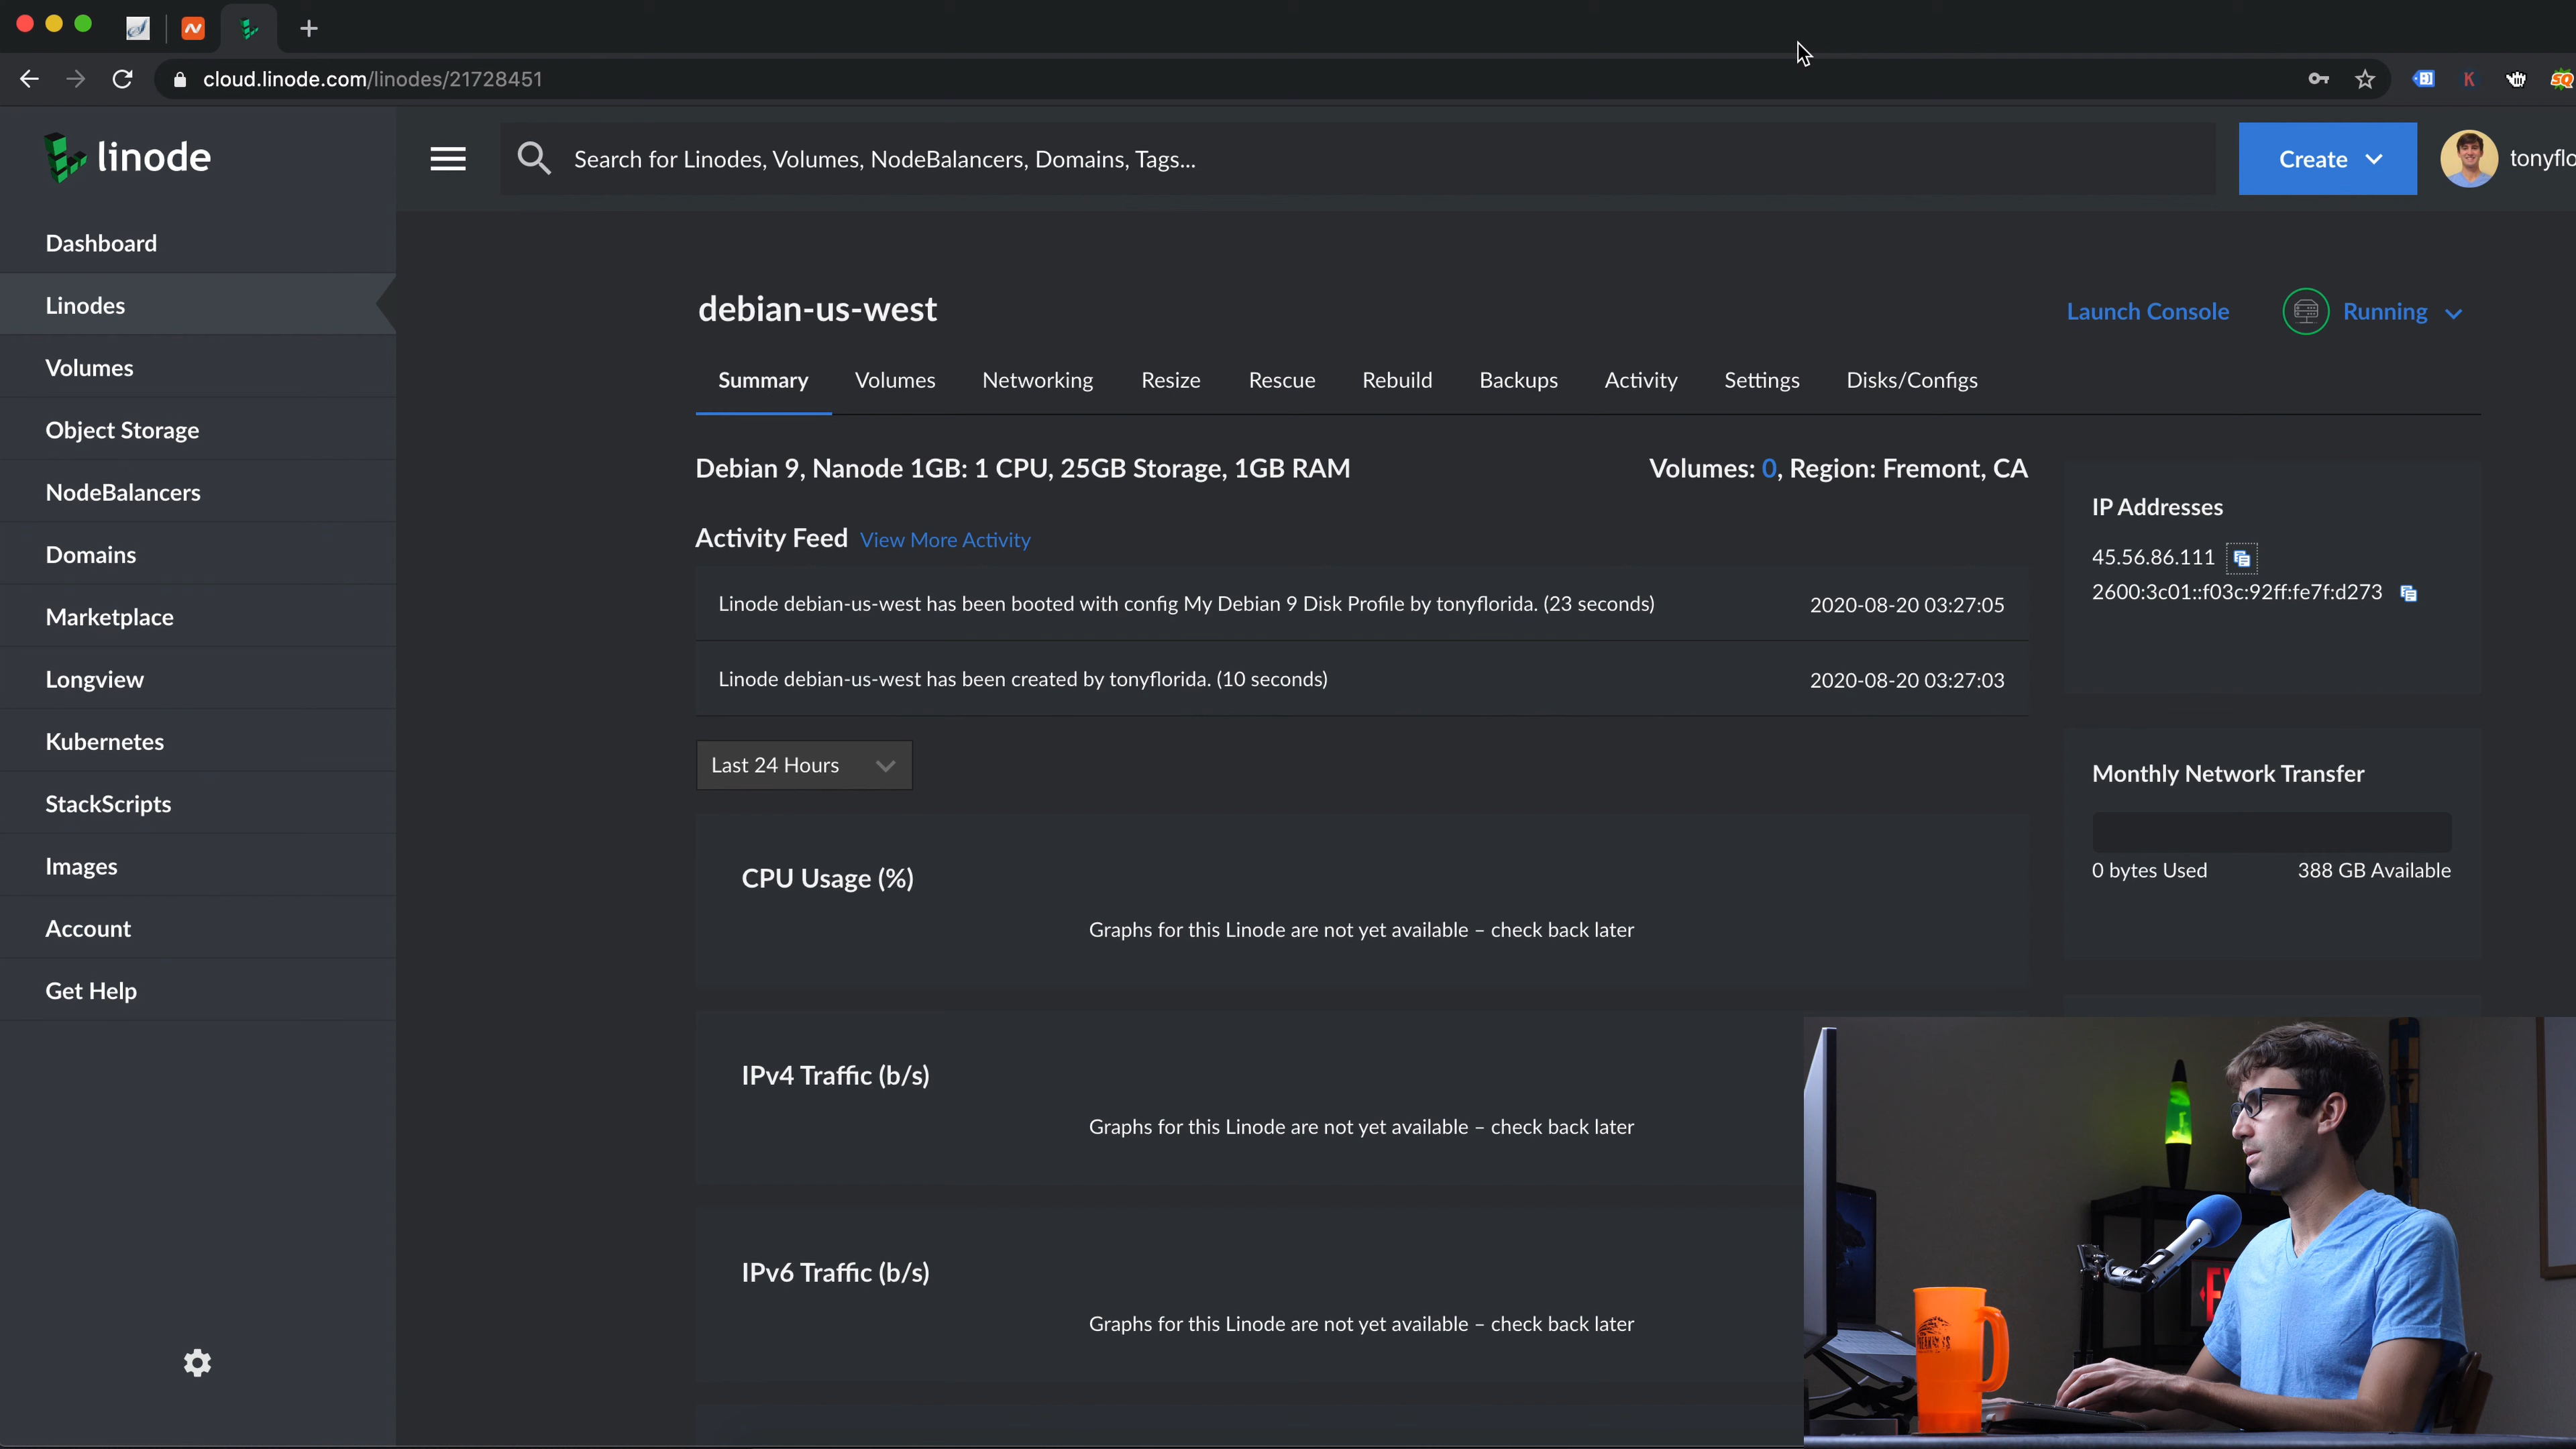 cloud.linode.com/linodes/21728451
linode
Search for Linodes, Volumes, NodeBalancers, Domains, Tags...
Create
Dashboard
Linodes
Volumes
Object Storage
NodeBalancers
Domains
Marketplace
Longview
Kubernetes
StackScripts
Images
Account
Get Help
debian-us-west
Launch Console
Running
Summary Volumes Networking Resize Rescue Rebuild Backups Activity Settings Disks/Configs
Debian 9, Nanode 1GB: 1 CPU, 25GB Storage, 1GB RAM
Volumes: 0, Region: Fremont, CA
Activity Feed View More Activity
Linode debian-us-west has been booted with config My Debian 9 Disk Profile by tonyflorida. (23 seconds) 2020-08-20 03:27:05
Linode debian-us-west has been created by tonyflorida. (10 seconds) 2020-08-20 03:27:03
Last 24 Hours
CPU Usage (%)
Graphs for this Linode are not yet available – check back later
IPv4 Traffic (b/s)
Graphs for this Linode are not yet available – check back later
IPv6 Traffic (b/s)
Graphs for this Linode are not yet available – check back later
IP Addresses
45.56.86.111
2600:3c01::f03c:92ff:fe7f:d273
Monthly Network Transfer
0 bytes Used 388 GB Available